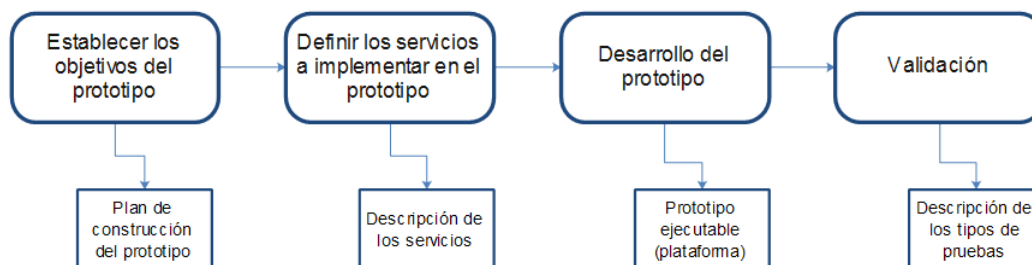 Establecer los
objetivos del
prototipo
Definir los servicios
a implementar en el
prototipo
Desarrollo del
prototipo
Validación
Plan de
construcción
del prototipo
Descripción de
los servicios
Prototipo
ejecutable
(plataforma)
Descripción de
los tipos de
pruebas